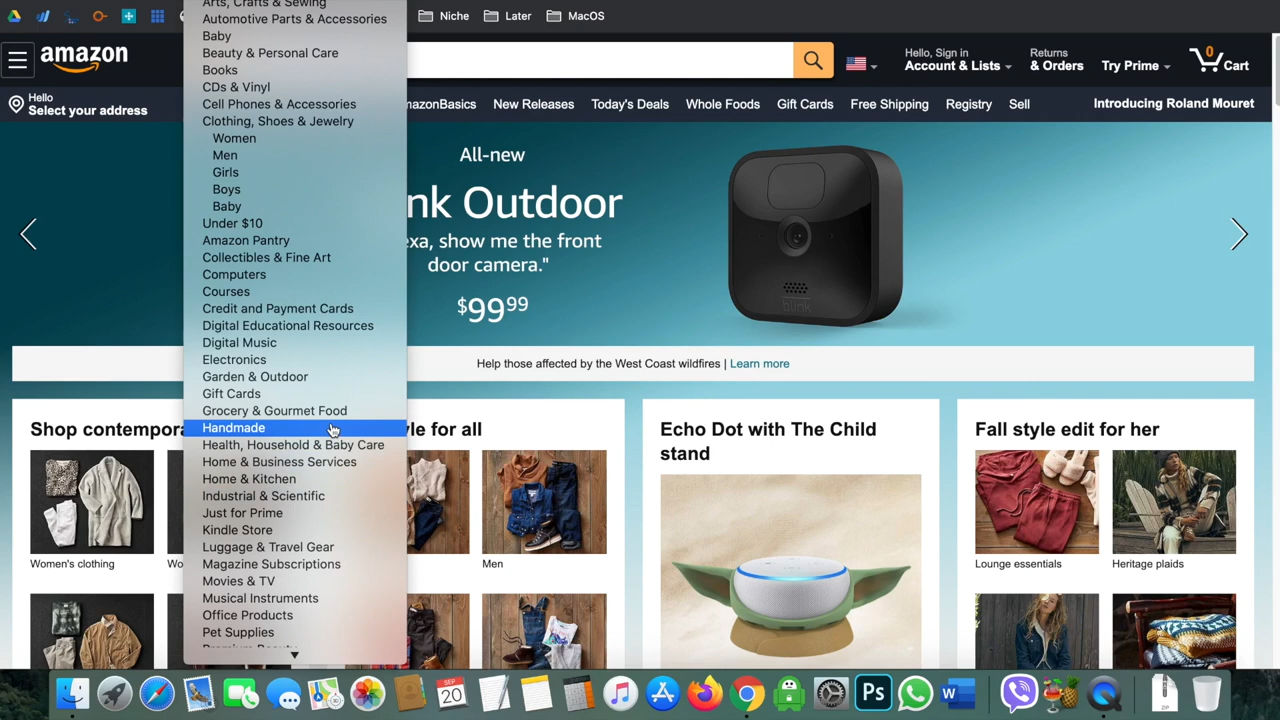 Niche
Later
MacOS
Arts, Crafts & Sewing
Automotive Parts & Accessories
Baby
Beauty & Personal Care
Books
CDs & Vinyl
Cell Phones & Accessories
Clothing, Shoes & Jewelry
Women
Men
Girls
Boys
Baby
Under $10
Amazon Pantry
Collectibles & Fine Art
Computers
Courses
Credit and Payment Cards
Digital Educational Resources
Digital Music
Electronics
Garden & Outdoor
Gift Cards
Grocery & Gourmet Food
Handmade
Health, Household & Baby Care
Home & Business Services
Home & Kitchen
Industrial & Scientific
Just for Prime
Kindle Store
Luggage & Travel Gear
Magazine Subscriptions
Movies & TV
Musical Instruments
Office Products
Pet Supplies
amazon
Hello, Sign in
Account & Lists
Returns
& Orders
Try Prime
0
Cart
Hello
Select your address
mazonBasics
New Releases
Today's Deals
Whole Foods
Gift Cards
Free Shipping
Registry
Sell
Introducing Roland Mouret
All-new
nk Outdoor
exa, show me the front
door camera."
$9999
blink
Help those affected by the West Coast wildfires | Learn more
Shop contempora
yle for all
Echo Dot with The Child
stand
Fall style edit for her
Women's clothing
Wo
Men
Lounge essentials
Heritage plaids
SEP
20
Ps
W
ZIP